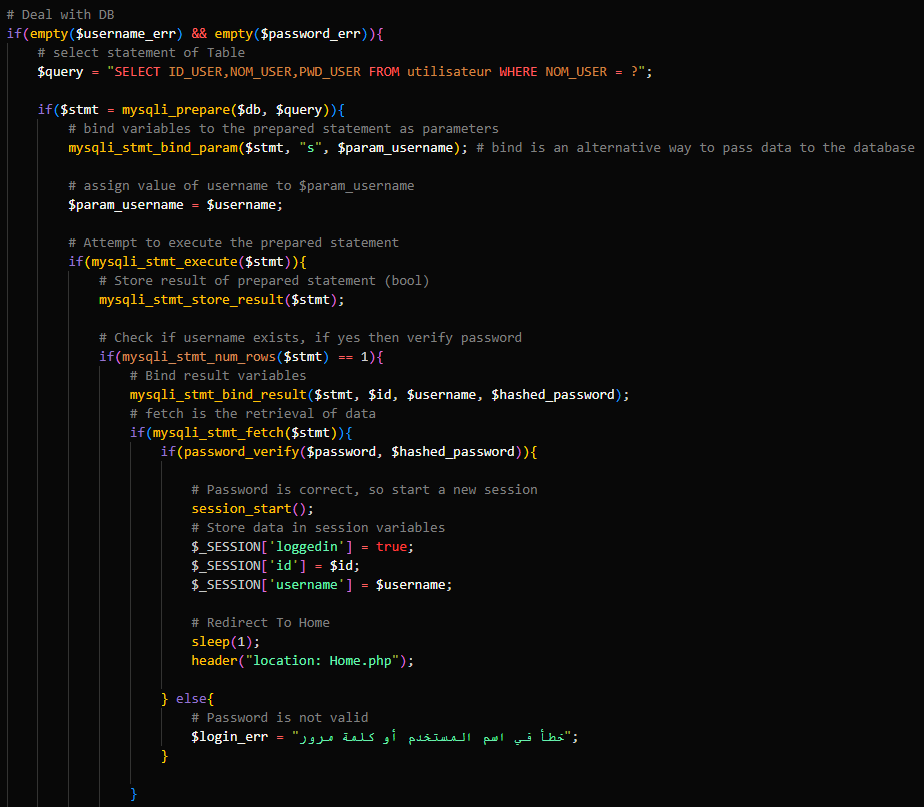 # Deal with DB
if(empty($username_err) && empty($password_err)){
# select statement of Table
$query = "SELECT ID_USER,NOM_USER,PWD_USER FROM utilisateur WHERE NOM_USER = ?";
if($stmt = mysqli_prepare($db, $query)){
# bind variables to the prepared statement as parameters
mysqli_stmt_bind_param($stmt, "s", $param_username); # bind is an alternative way to pass data to the database
# assign value of username to $param_username
$param_username = $username;
# Attempt to execute the prepared statement
if(mysqli_stmt_execute($stmt)){
# Store result of prepared statement (bool)
mysqli_stmt_store_result($stmt);
# Check if username exists, if yes then verify password
if(mysqli_stmt_num_rows($stmt) == 1){
# Bind result variables
mysqli_stmt_bind_result($stmt, $id, $username, $hashed_password);
# fetch is the retrieval of data
if(mysqli_stmt_fetch($stmt)){
if(password_verify($password, $hashed_password)){
# Password is correct, so start a new session
session_start();
# Store data in session variables
$_SESSION['loggedin'] = true;
$_SESSION['id'] = $id;
$_SESSION['username'] = $username;
# Redirect To Home
sleep(1);
header("location: Home.php");
} else{
# Password is not valid
$login_err = "خطأ في اسم المستخدم أو كلمة مرور";
}
}